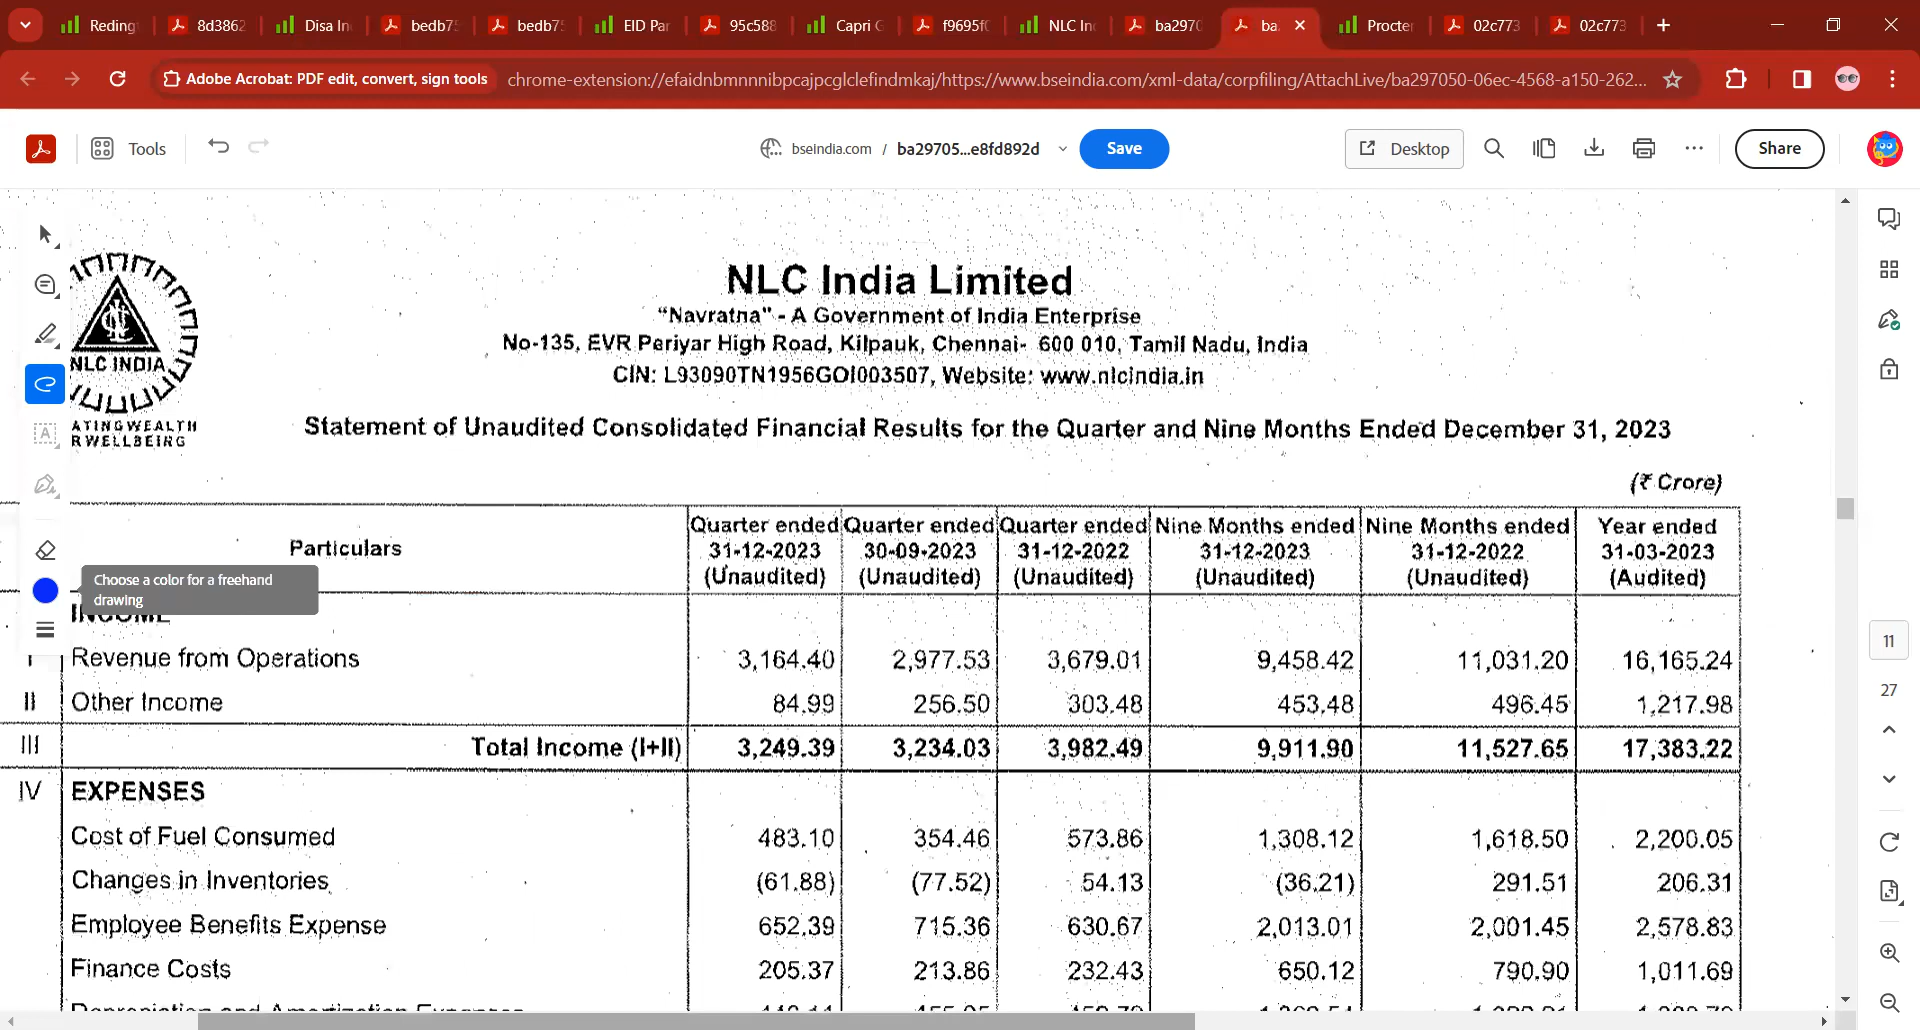 Reding 8d3862 Disa In bedb75 bedb75 EID Par 95c588 Capri G f9695f0 NLC Inc ba2970 ba Procter 02c773 02c773
Adobe Acrobat: PDF edit, convert, sign tools chrome-extension://efaidnbmnnnibpcajpcglclefindmkaj/https://www.bseindia.com/xml-data/corpfiling/AttachLive/ba297050-06ec-4568-a150-262...
Tools bseindia.com / ba29705...e8fd892d Save Desktop Share
NLC India Limited
"Navratna" - A Government of India Enterprise
No-135, EVR Periyar High Road, Kilpauk, Chennai- 600 010, Tamil Nadu, India
NLC INDIA
CIN: L93090TN1956GOI003507, Website: www.nlcindia.in
ATINGWEALTH
RWELLBEING
Statement of Unaudited Consolidated Financial Results for the Quarter and Nine Months Ended December 31, 2023
(₹ Crore)
Particulars
Quarter ended 31-12-2023 (Unaudited)
Quarter ended 30-09-2023 (Unaudited)
Quarter ended 31-12-2022 (Unaudited)
Nine Months ended 31-12-2023 (Unaudited)
Nine Months ended 31-12-2022 (Unaudited)
Year ended 31-03-2023 (Audited)
Choose a color for a freehand
drawing
INCOME
I Revenue from Operations 3,164.40 2,977.53 3,679.01 9,458.42 11,031.20 16,165.24
II Other Income 84.99 256.50 303.48 453.48 496.45 1,217.98
III Total Income (I+II) 3,249.39 3,234.03 3,982.49 9,911.90 11,527.65 17,383.22
IV EXPENSES
Cost of Fuel Consumed 483.10 354.46 573.86 1,308.12 1,618.50 2,200.05
Changes in Inventories (61.88) (77.52) 54.13 (36.21) 291.51 206.31
Employee Benefits Expense 652.39 715.36 630.67 2,013.01 2,001.45 2,578.83
Finance Costs 205.37 213.86 232.43 650.12 790.90 1,011.69
Depreciation and Amortization Expenses
11
27